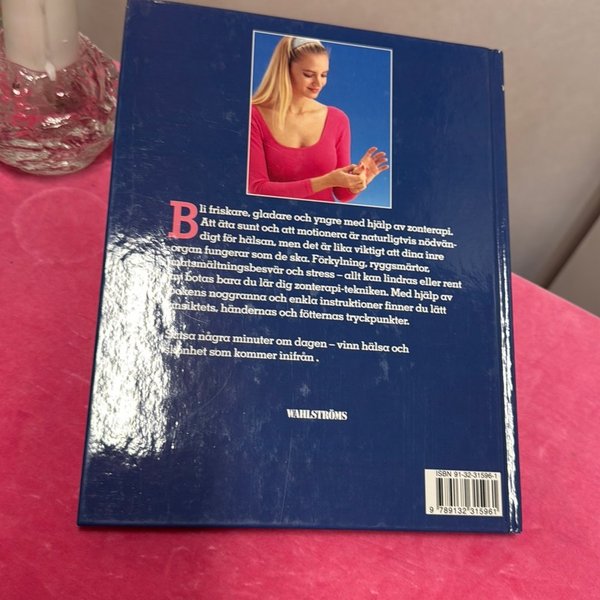 Bli friskare, gladare och yngre med hjälp av zonterapi.
Att äta sunt och att motionera är naturligtvis nödvän-
digt för hälsan, men det är lika viktigt att dina inre
organ fungerar som de ska. Förkylning, ryggsmärtor,
matsmältningsbesvär och stress – allt kan lindras eller rent
av botas bara du lär dig zonterapi-tekniken. Med hjälp av
bokens noggranna och enkla instruktioner finner du lätt
ansiktets, händernas och fötternas tryckpunkter.
Satsa några minuter om dagen – vinn hälsa och
skönhet som kommer inifrån .
WAHLSTRÖMS
ISBN 91-32-31596-1
9 789132 315961